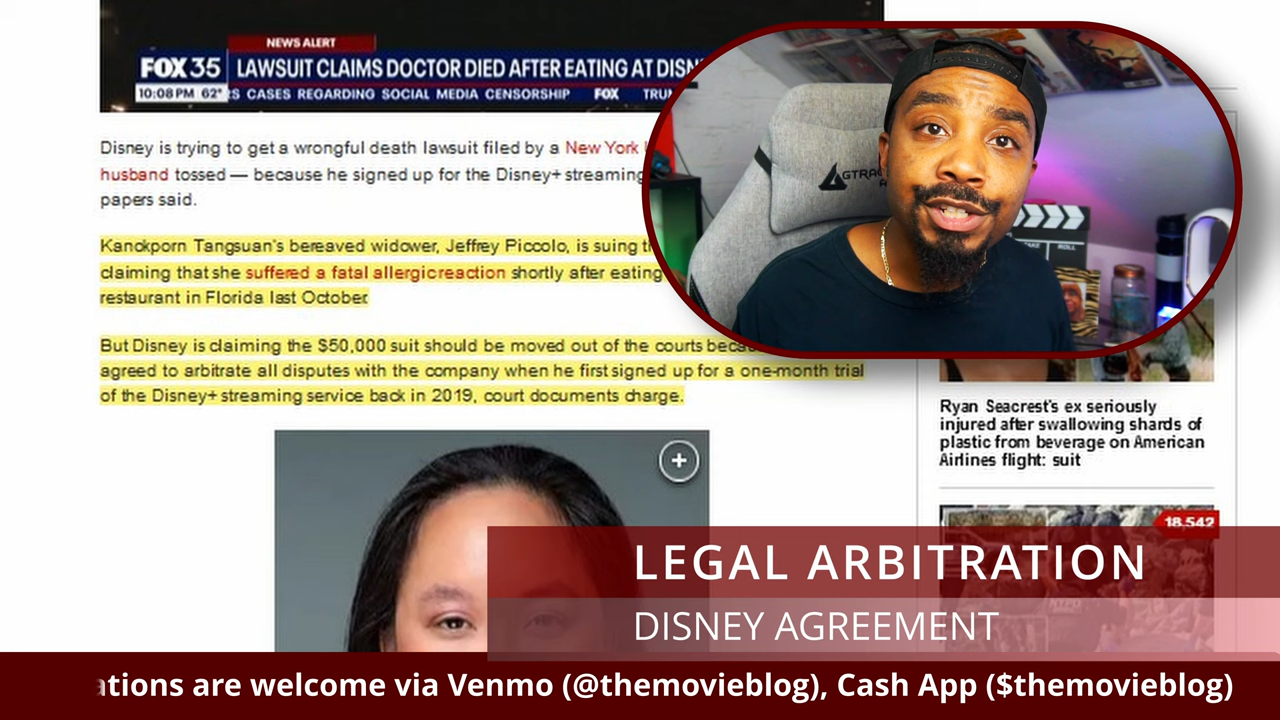 NEWS ALERT
FOX 35 LAWSUIT CLAIMS DOCTOR DIED AFTER EATING AT
10:08 PM 62° CASES REGARDING SOCIAL MEDIA CENSORSHIP FOX
Disney is trying to get a wrongful death lawsuit filed by a New York
husband tossed — because he signed up for the Disney+ streaming
papers said.
Kanokporn Tangsuan's bereaved widower, Jeffrey Piccolo, is suing
claiming that she suffered a fatal allergic reaction shortly after eating
restaurant in Florida last October.
But Disney is claiming the $50,000 suit should be moved out of the courts
agreed to arbitrate all disputes with the company when he first signed up for a one-month trial
of the Disney+ streaming service back in 2019, court documents charge.
Ryan Seacrest's ex seriously
injured after swallowing shards of
plastic from beverage on American
Airlines flight: suit
18,542
LEGAL ARBITRATION
DISNEY AGREEMENT
ations are welcome via Venmo (@themovieblog), Cash App ($themovieblog)